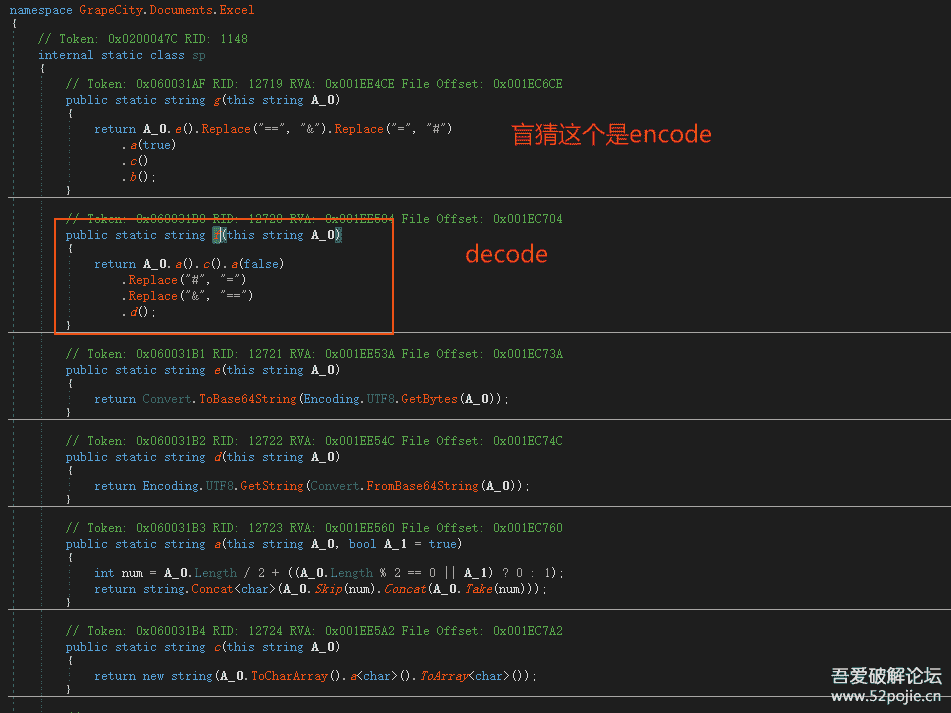 namespace GrapeCity.Documents.Excel
{
// Token: 0x0200047C RID: 1148
internal static class sp
{
// Token: 0x060031AF RID: 12719 RVA: 0x001EE4CE File Offset: 0x001EC6CE
public static string g(this string A_0)
{
return A_0.e().Replace("==", "&").Replace("=", "#")
.a(true)
.c()
.b();
}
盲猜这个是encode
// Token: 0x060031B0 RID: 12720 RVA: 0x001EE504 File Offset: 0x001EC704
public static string (this string A_0)
{
return A_0.a().c().a(false)
.Replace("#", "=")
.Replace("&", "==")
.d();
}
decode
// Token: 0x060031B1 RID: 12721 RVA: 0x001EE53A File Offset: 0x001EC73A
public static string e(this string A_0)
{
return Convert.ToBase64String(Encoding.UTF8.GetBytes(A_0));
}
// Token: 0x060031B2 RID: 12722 RVA: 0x001EE54C File Offset: 0x001EC74C
public static string d(this string A_0)
{
return Encoding.UTF8.GetString(Convert.FromBase64String(A_0));
}
// Token: 0x060031B3 RID: 12723 RVA: 0x001EE560 File Offset: 0x001EC760
public static string a(this string A_0, bool A_1 = true)
{
int num = A_0.Length / 2 + ((A_0.Length % 2 == 0 || A_1) ? 0 : 1);
return string.Concat<char>(A_0.Skip(num).Concat(A_0.Take(num)));
}
// Token: 0x060031B4 RID: 12724 RVA: 0x001EE5A2 File Offset: 0x001EC7A2
public static string c(this string A_0)
{
return new string(A_0.ToCharArray().a<char>().ToArray<char>());
}
吾爱破解论坛
www.52pojie.cn